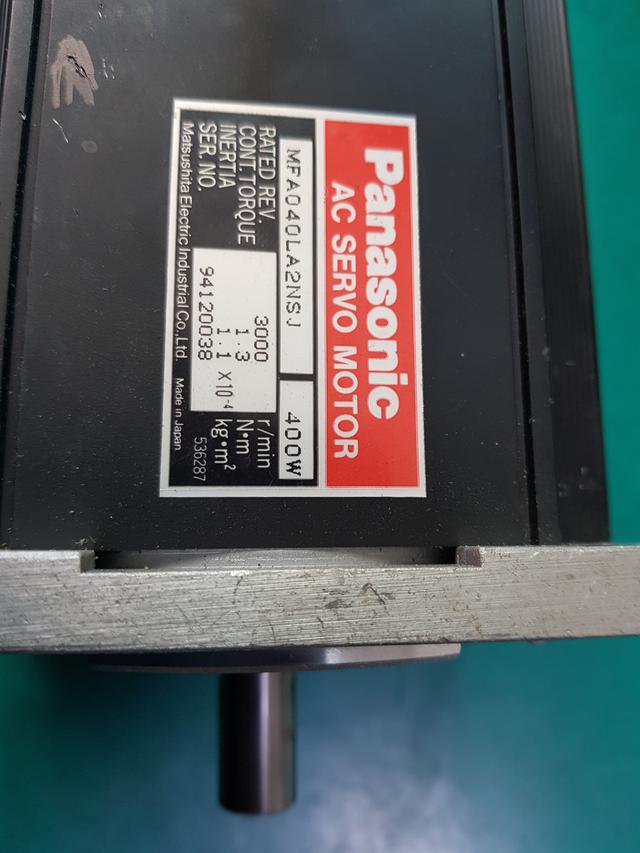 Panasonic
AC SERVO MOTOR
MFA040LA2NSJ 400W
RATED REV. 3000 r/min
CONT.TORQUE 1.3 N·m
INERTIA 1.1 X10⁻⁴ kg·m²
SER. NO. 94120038 536287
Matsushita Electric Industrial Co., Ltd. Made in Japan